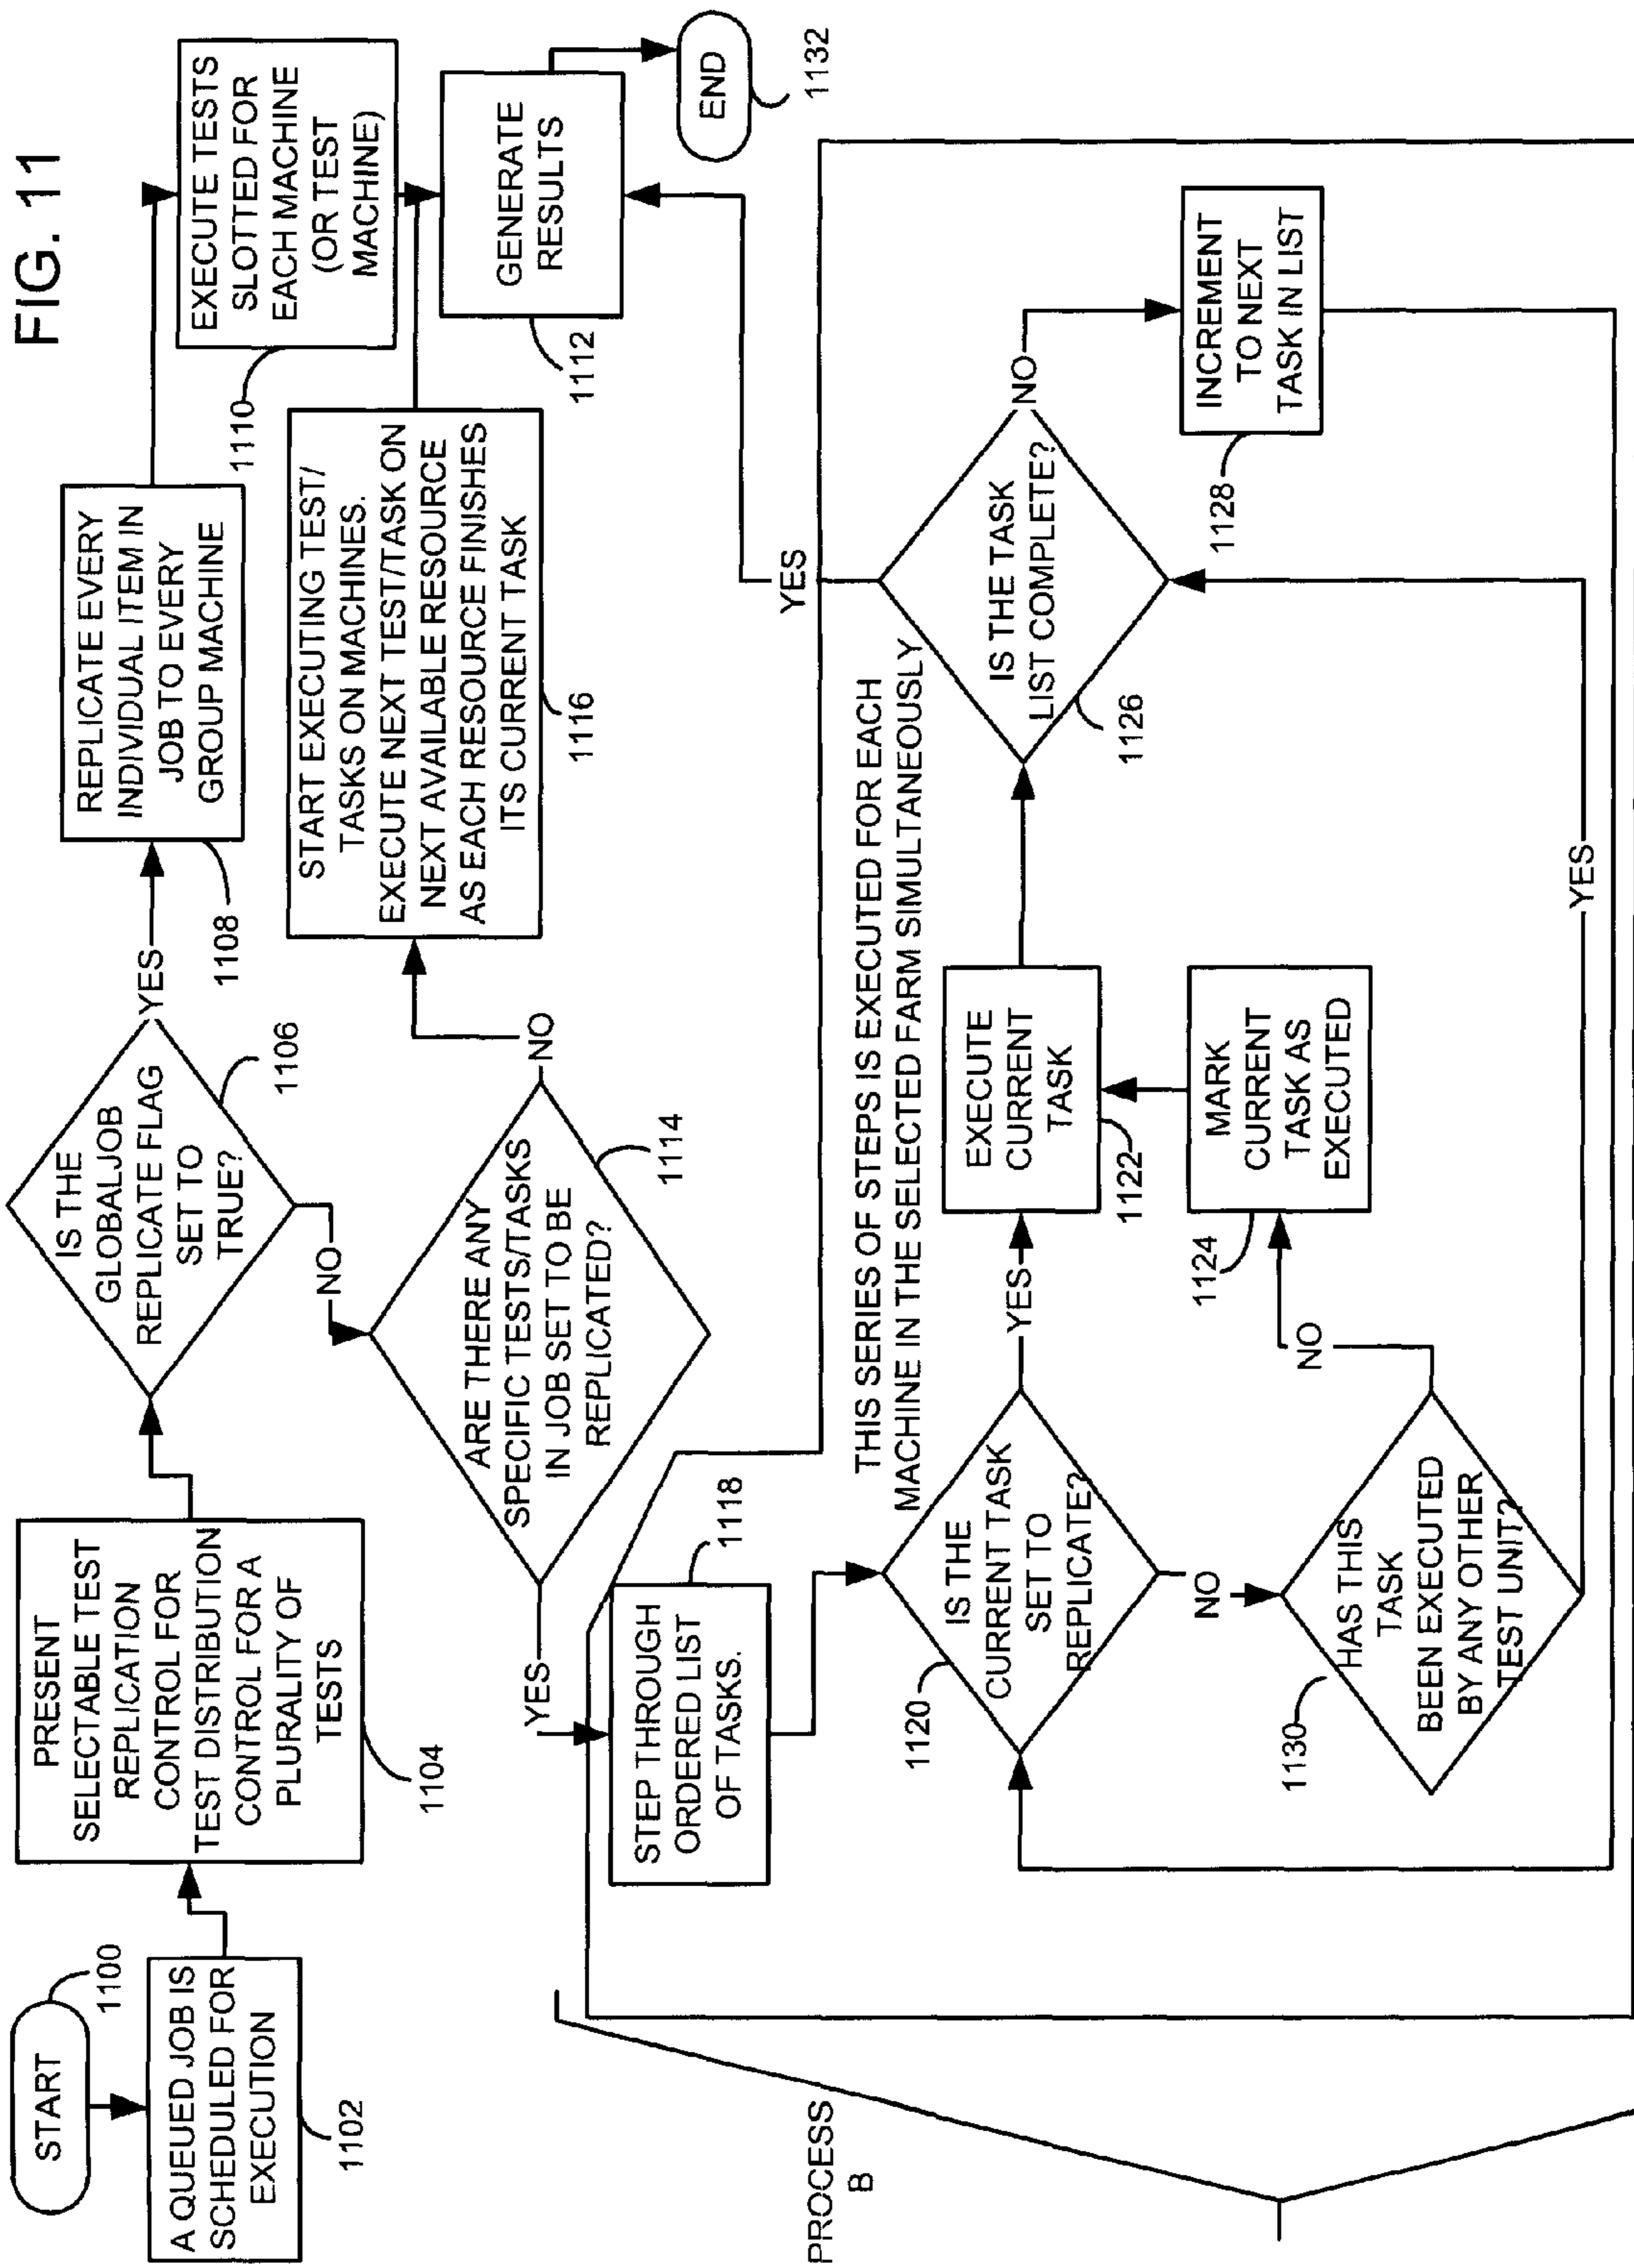 FIG. 11
START
1100
A QUEUED JOB IS
SCHEDULED FOR
EXECUTION
1102
PRESENT
SELECTABLE TEST
REPLICATION
CONTROL FOR
TEST DISTRIBUTION
CONTROL FOR A
PLURALITY OF
TESTS
1104
IS THE
GLOBALJOB
REPLICATE FLAG
SET TO
TRUE?
1106
YES
NO
REPLICATE EVERY
INDIVIDUAL ITEM IN
JOB TO EVERY
GROUP MACHINE
1108
EXECUTE TESTS
SLOTTED FOR
EACH MACHINE
(OR TEST
MACHINE)
1110
GENERATE
RESULTS
1112
END
1132
ARE THERE ANY
SPECIFIC TESTS/TASKS
IN JOB SET TO BE
REPLICATED?
1114
NO
YES
START EXECUTING TEST/
TASKS ON MACHINES.
EXECUTE NEXT TEST/TASK ON
NEXT AVAILABLE RESOURCE
AS EACH RESOURCE FINISHES
ITS CURRENT TASK
1116
PROCESS
B
STEP THROUGH
ORDERED LIST
OF TASKS.
1118
THIS SERIES OF STEPS IS EXECUTED FOR EACH
MACHINE IN THE SELECTED FARM SIMULTANEOUSLY
IS THE
CURRENT TASK
SET TO
REPLICATE?
1120
YES
NO
EXECUTE
CURRENT
TASK
1122
MARK
CURRENT
TASK AS
EXECUTED
1124
HAS THIS
TASK
BEEN EXECUTED
BY ANY OTHER
TEST UNIT?
1130
NO
YES
IS THE TASK
LIST COMPLETE?
1126
YES
NO
INCREMENT
TO NEXT
TASK IN LIST
1128